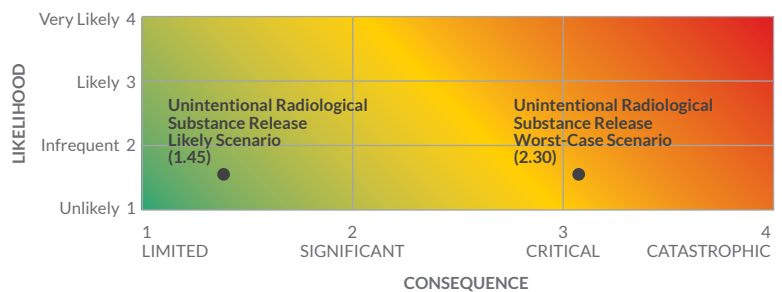 LIKELIHOOD
Very Likely 4
Likely 3
Infrequent 2
Unlikely 1
Unintentional Radiological
Substance Release
Likely Scenario
(1.45)
Unintentional Radiological
Substance Release
Worst-Case Scenario
(2.30)
1 2 3 4
LIMITED SIGNIFICANT CRITICAL CATASTROPHIC
CONSEQUENCE